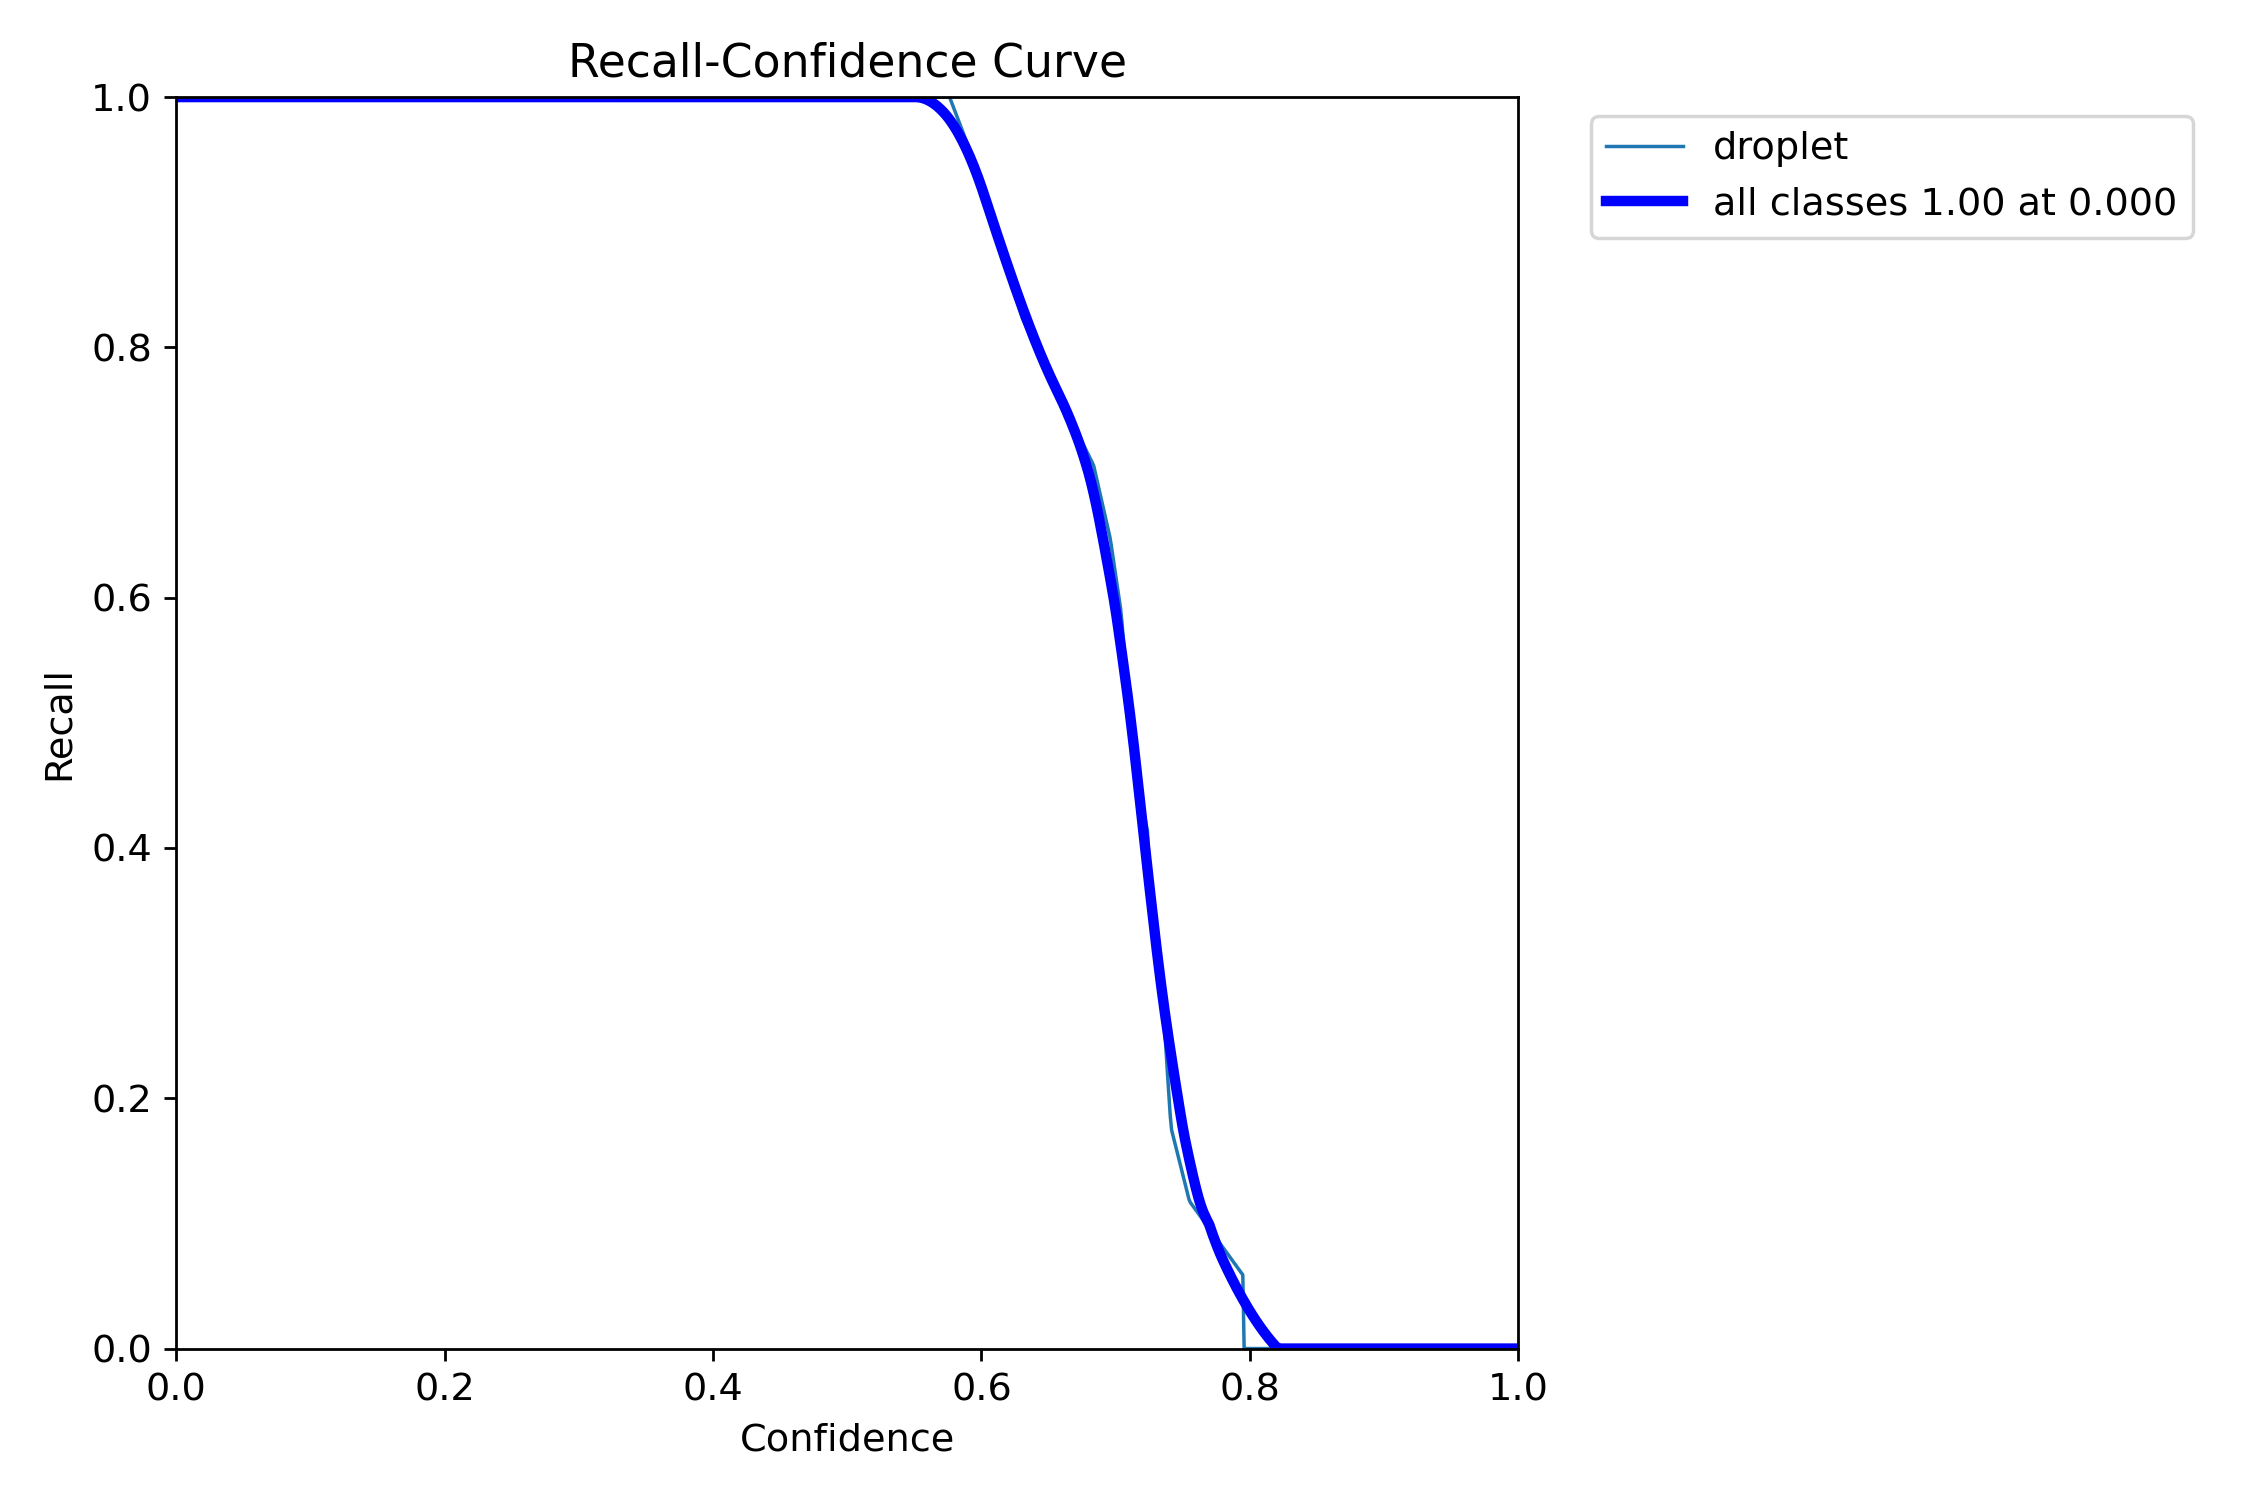 Recall-Confidence Curve
droplet
all classes 1.00 at 0.000
Recall
1.0
0.8
0.6
0.4
0.2
0.0
0.0 0.2 0.4 0.6 0.8 1.0
Confidence